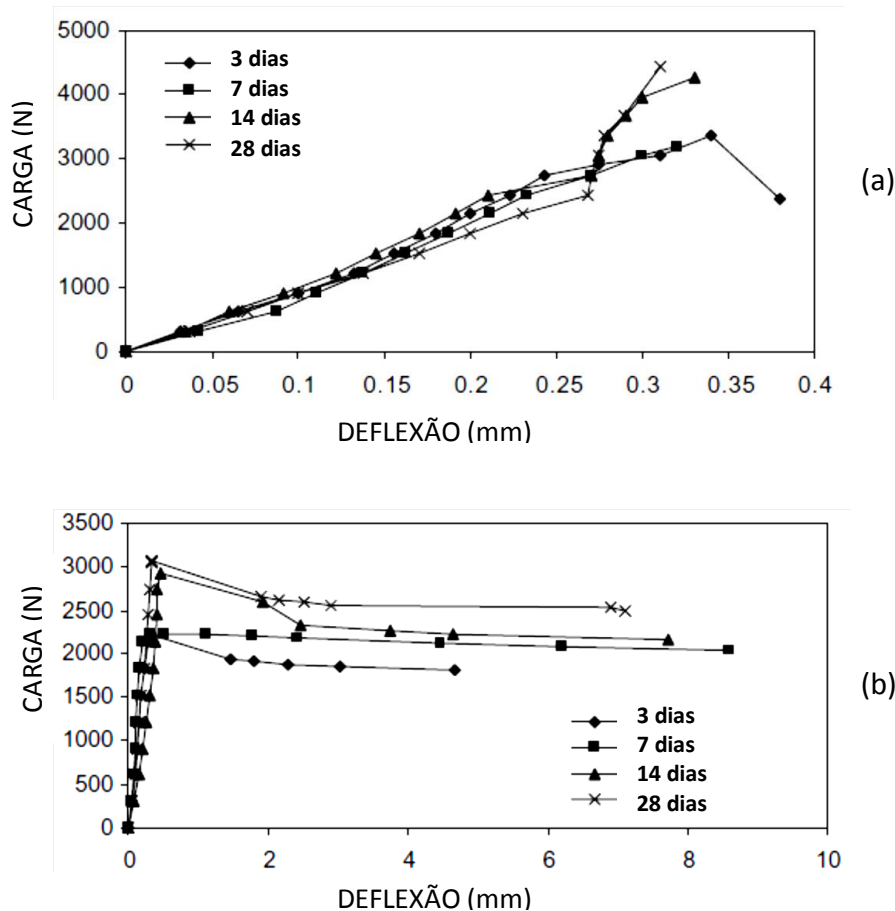 5000
4000
3000
2000
1000
0
CARGA (N)
3 dias
7 dias
14 dias
28 dias
(a)
0 0.05 0.1 0.15 0.2 0.25 0.3 0.35 0.4
DEFLEXÃO (mm)
3500
3000
2500
2000
1500
1000
500
0
CARGA (N)
(b)
3 dias
7 dias
14 dias
28 dias
0 2 4 6 8 10
DEFLEXÃO (mm)